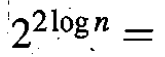 2^{2 \log n} =